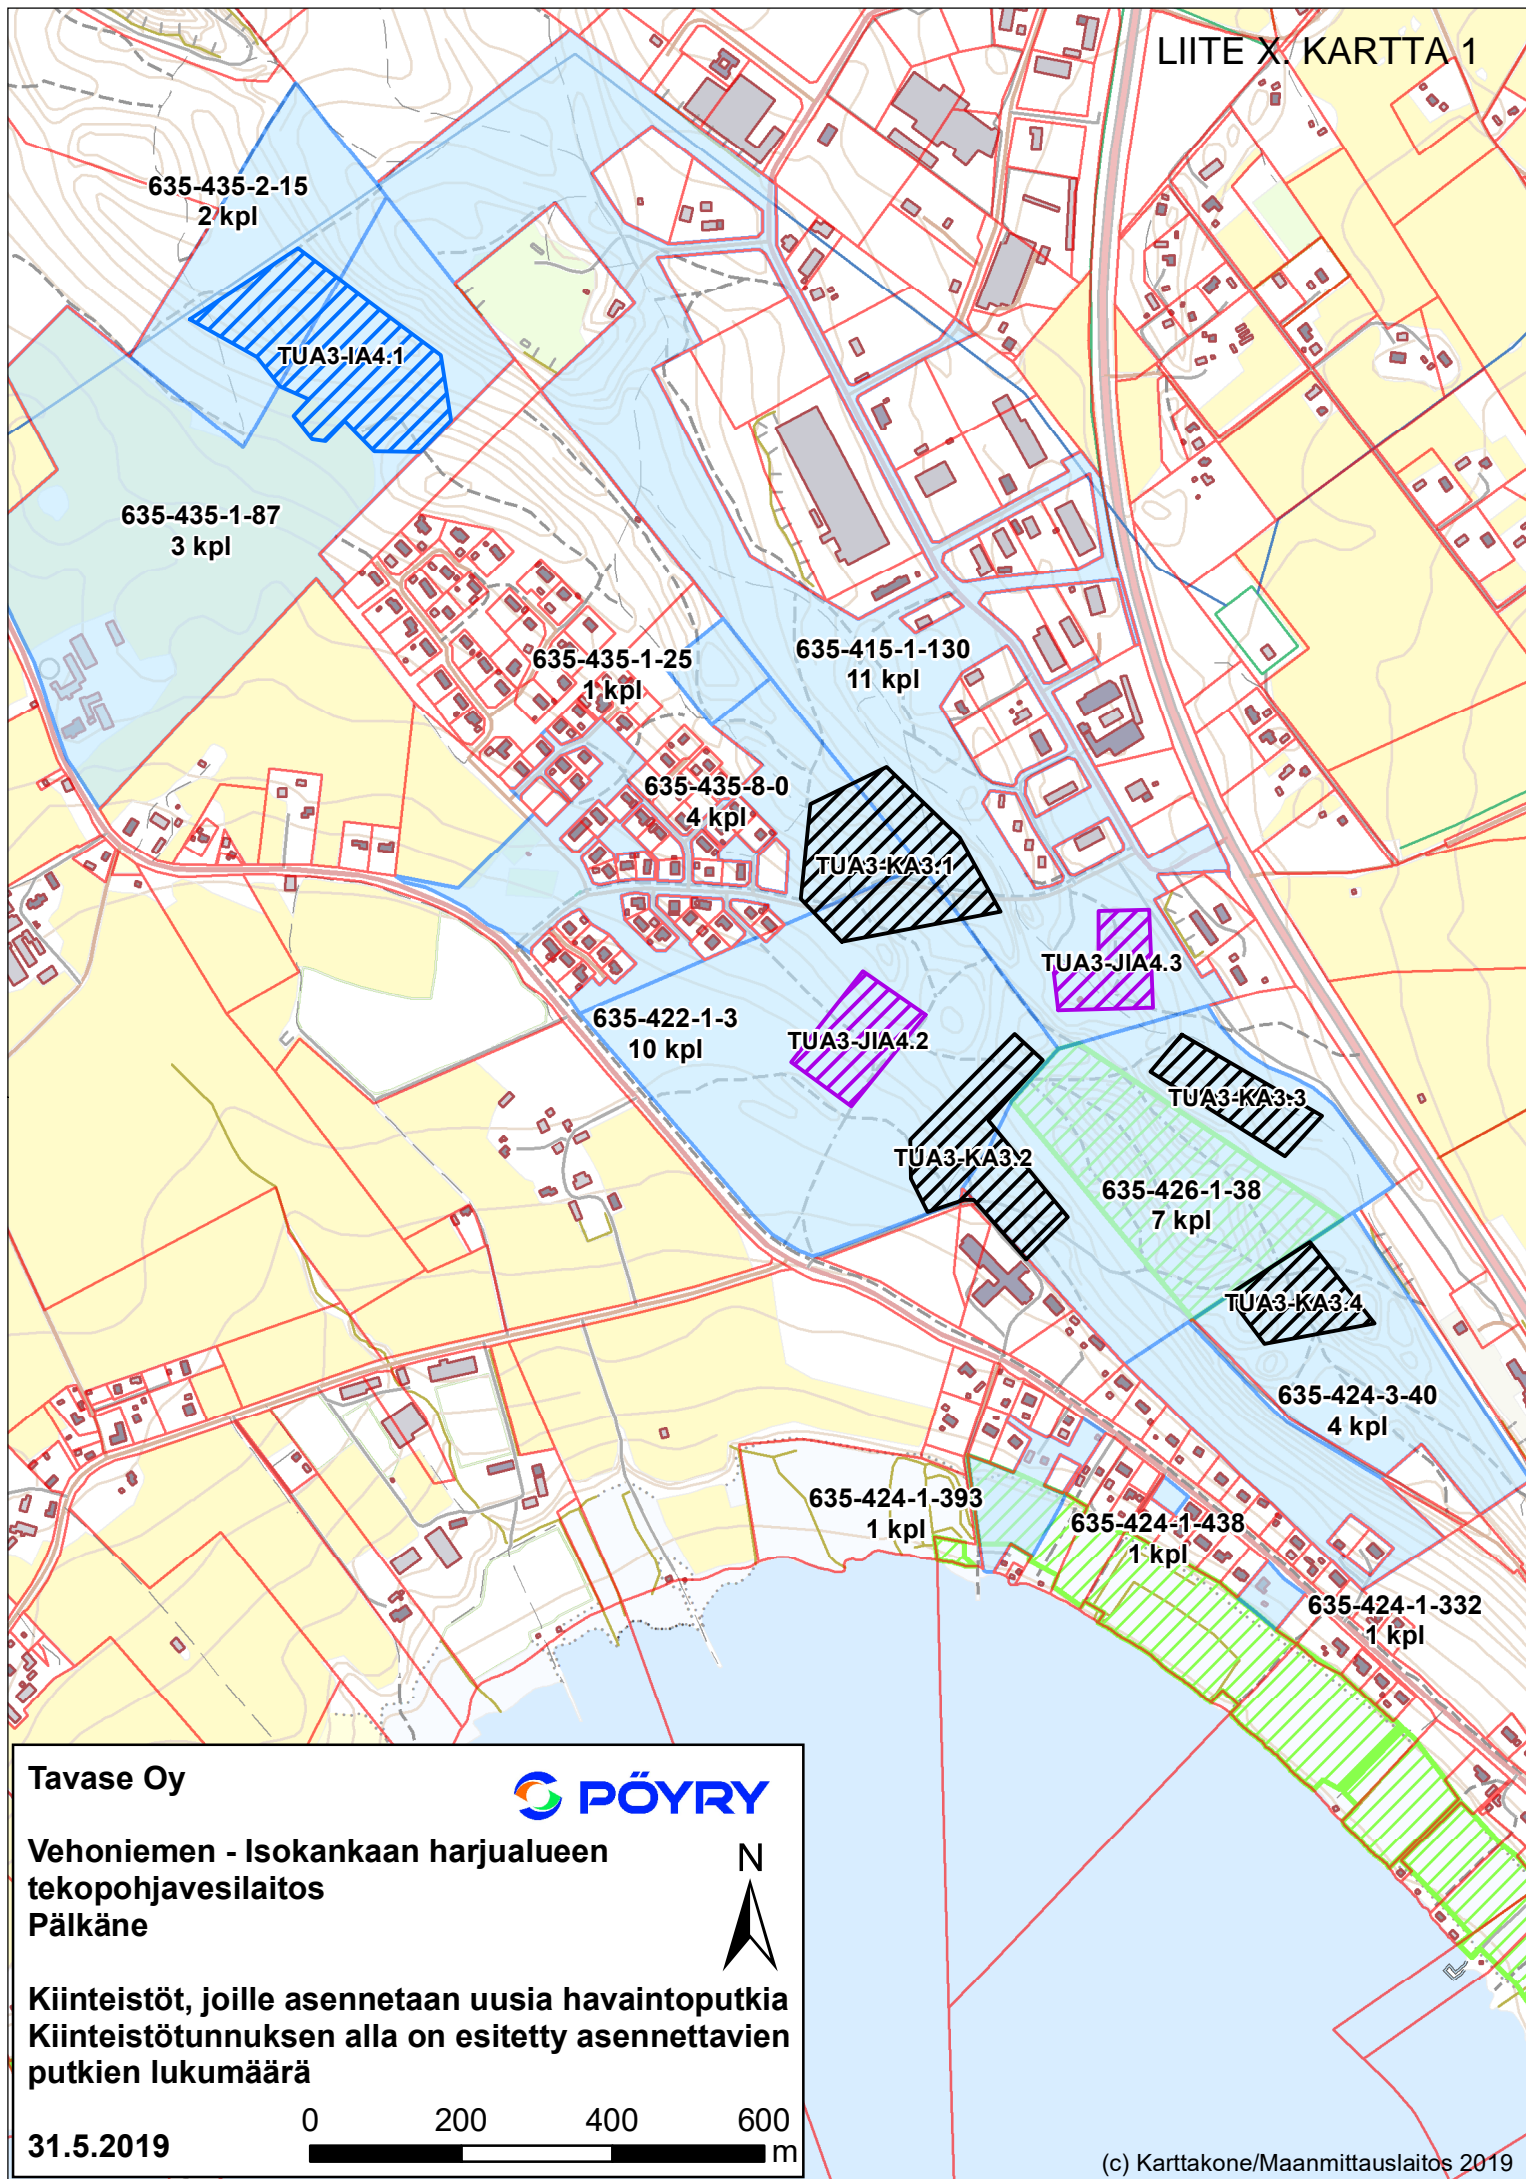 LIITE X. KARTTA 1
635-435-2-15
2 kpl
TUA3-IA4.1
635-435-1-87
3 kpl
635-435-1-25
1 kpl
635-415-1-130
11 kpl
635-435-8-0
4 kpl
TUA3-KA3.1
TUA3-JIA4.3
635-422-1-3
10 kpl
TUA3-JIA4.2
TUA3-KA3.3
TUA3-KA3.2
635-426-1-38
7 kpl
TUA3-KA3.4
635-424-3-40
4 kpl
635-424-1-393
1 kpl
635-424-1-438
1 kpl
635-424-1-332
1 kpl
Tavase Oy
PÖYRY
Vehoniemen - Isokankaan harjualueen
tekopohjavesilaitos
Pälkäne
N
Kiinteistöt, joille asennetaan uusia havaintoputkia
Kiinteistötunnuksen alla on esitetty asennettavien
putkien lukumäärä
0 200 400 600
m
31.5.2019
(c) Karttakone/Maanmittauslaitos 2019